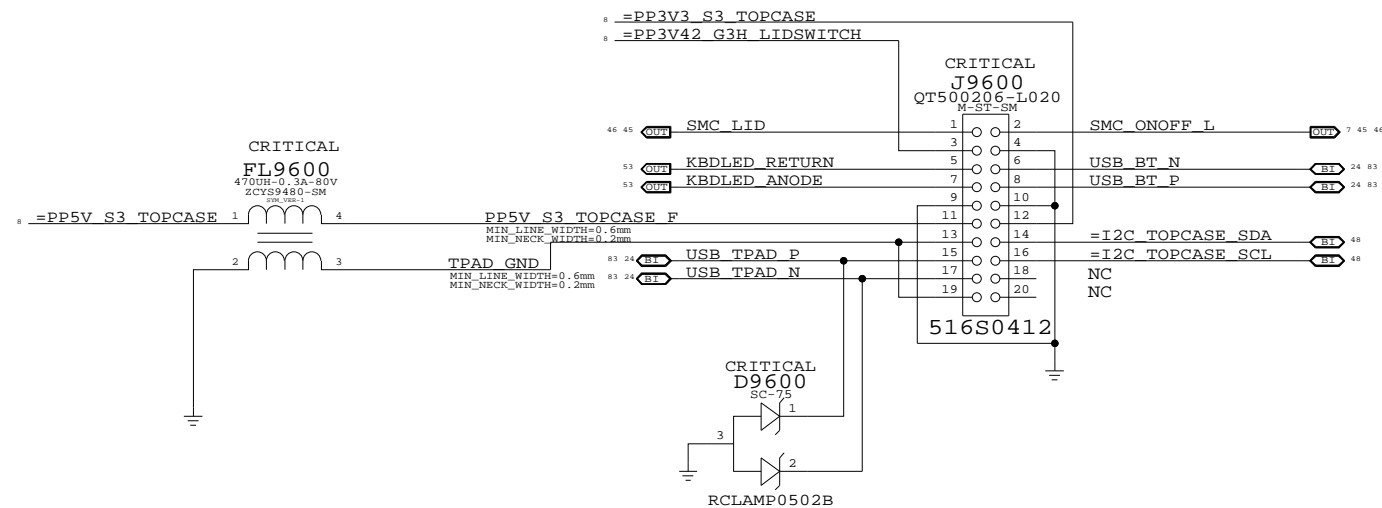 8 =PP3V3_S3_TOPCASE
8 =PP3V42_G3H_LIDSWITCH
CRITICAL
J9600
QT500206-L020
M-ST-SM
46 45 OUT SMC_LID 1 2 SMC_ONOFF_L OUT 7 45 46
3 4
53 OUT KBDLED_RETURN 5 6 USB_BT_N BI 24 83
53 OUT KBDLED_ANODE 7 8 USB_BT_P BI 24 83
9 10
CRITICAL
FL9600
470UH-0.3A-80V
ZCYS9480-SM
SYM_VER-1
8 =PP5V_S3_TOPCASE 1 4 PP5V_S3_TOPCASE_F 11 12
MIN_LINE_WIDTH=0.6mm
MIN_NECK_WIDTH=0.2mm
13 14 =I2C_TOPCASE_SDA BI 48
2 3 TPAD_GND
MIN_LINE_WIDTH=0.6mm
MIN_NECK_WIDTH=0.2mm
83 24 BI USB_TPAD_P 15 16 =I2C_TOPCASE_SCL BI 48
83 24 BI USB_TPAD_N 17 18 NC
19 20 NC
516S0412
CRITICAL
D9600
SC-75
1
3
2
RCLAMP0502B